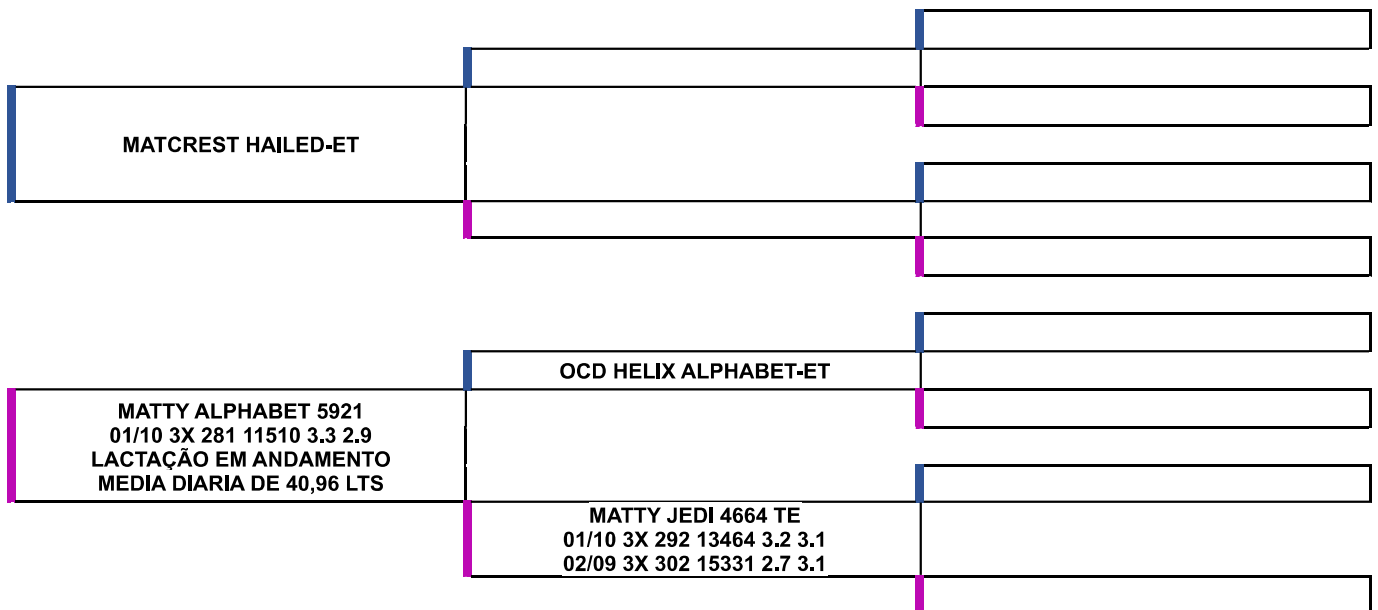 MATCREST HAILED-ET
OCD HELIX ALPHABET-ET
MATTY ALPHABET 5921
01/10 3X 281 11510 3.3 2.9
LACTAÇÃO EM ANDAMENTO
MEDIA DIARIA DE 40,96 LTS
MATTY JEDI 4664 TE
01/10 3X 292 13464 3.2 3.1
02/09 3X 302 15331 2.7 3.1